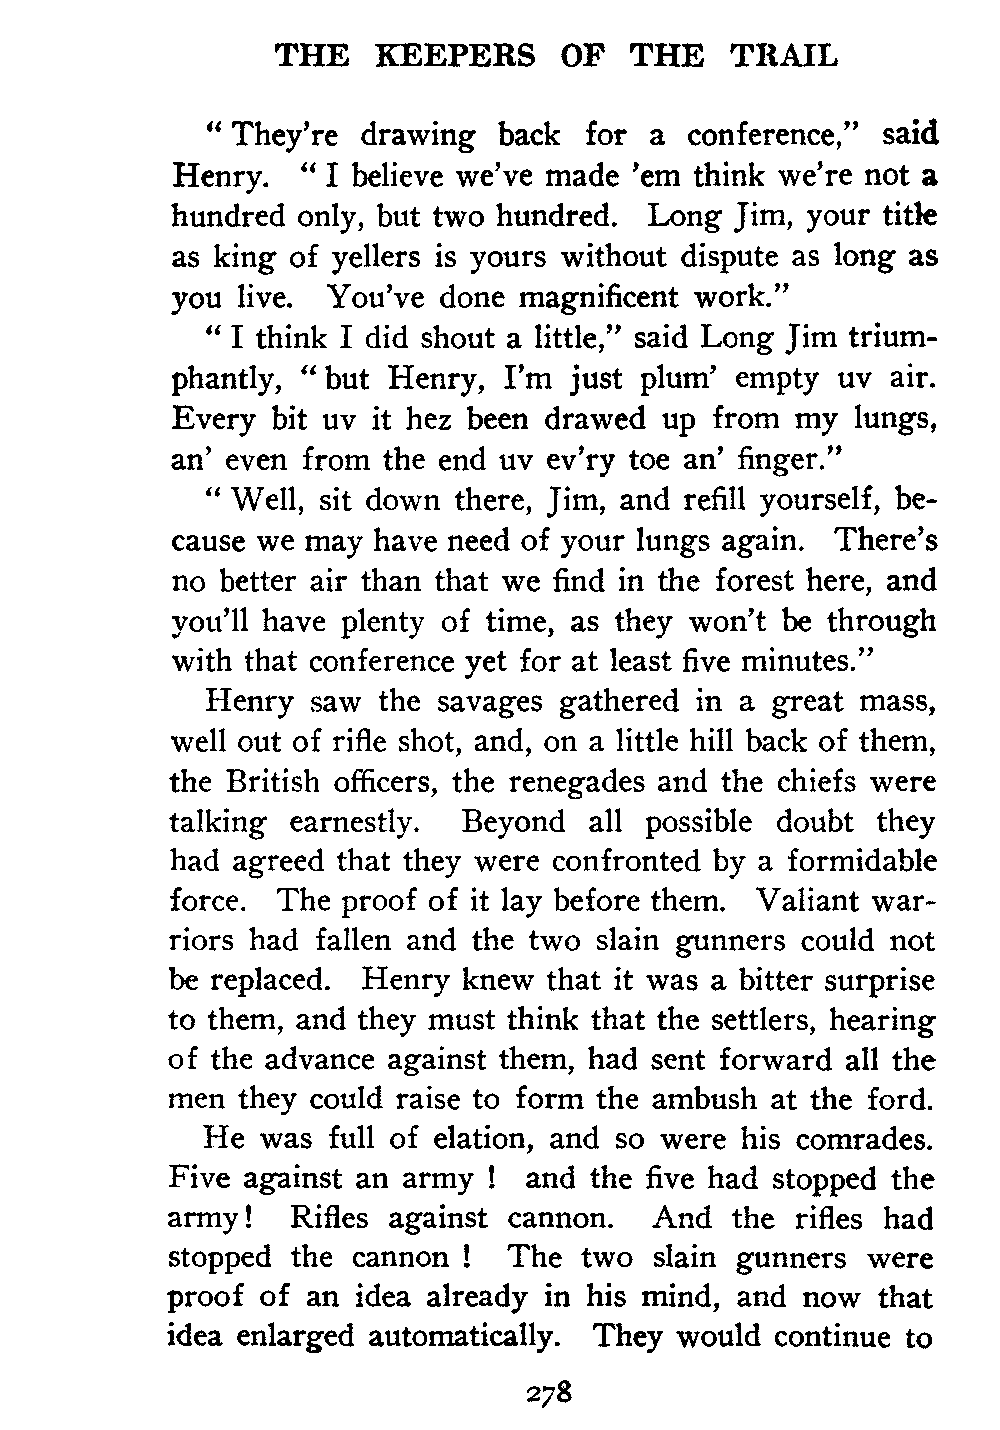 THE KEEPERS OF THE TRAIL
" They're drawing back for a conference," said
Henry. " I believe we've made 'em think we're not a
hundred only, but two hundred. Long Jim, your title
as king of yellers is yours without dispute as long as
you live. You've done magnificent work."
" I think I did shout a little," said Long Jim trium-
phantly, " but Henry, I'm just plum' empty uv air.
Every bit uv it hez been drawed up from my lungs,
an' even from the end uv ev'ry toe an' finger."
" Well, sit down there, Jim, and refill yourself, be-
cause we may have need of your lungs again. There's
no better air than that we find in the forest here, and
you'll have plenty of time, as they won't be through
with that conference yet for at least five minutes."
Henry saw the savages gathered in a great mass,
well out of rifle shot, and, on a little hill back of them,
the British officers, the renegades and the chiefs were
talking earnestly. Beyond all possible doubt they
had agreed that they were confronted by a formidable
force. The proof of it lay before them. Valiant war-
riors had fallen and the two slain gunners could not
be replaced. Henry knew that it was a bitter surprise
to them, and they must think that the settlers, hearing
of the advance against them, had sent forward all the
men they could raise to form the ambush at the ford.
He was full of elation, and so were his comrades.
Five against an army ! and the five had stopped the
army! Rifles against cannon. And the rifles had
stopped the cannon ! The two slain gunners were
proof of an idea already in his mind, and now that
idea enlarged automatically. They would continue to
278